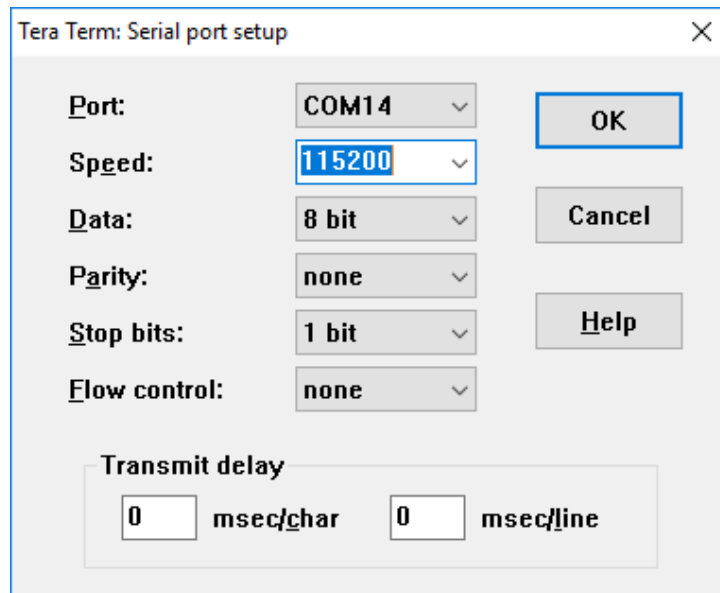 Tera Term: Serial port setup
Port: COM14 OK
Speed: 115200
Data: 8 bit Cancel
Parity: none
Stop bits: 1 bit Help
Flow control: none
Transmit delay
0 msec/char 0 msec/line